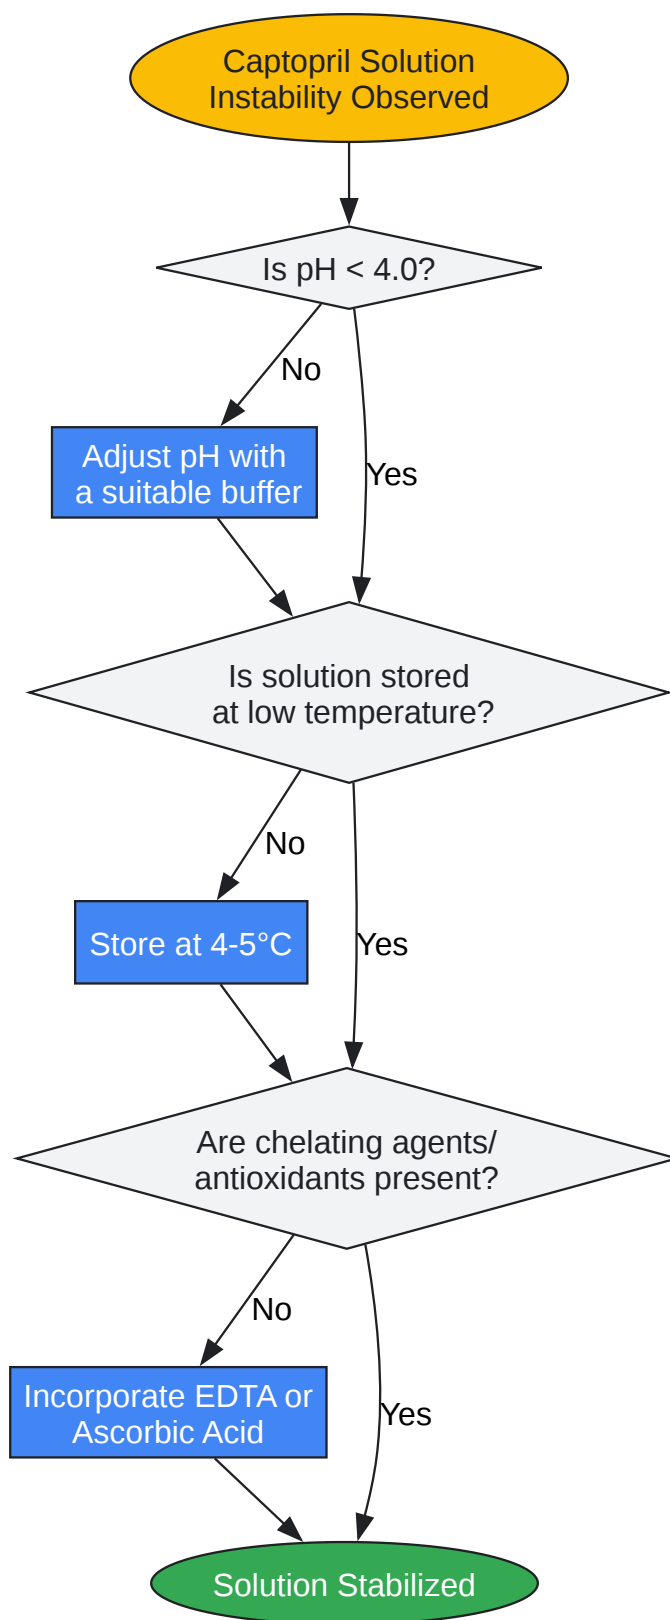 Captopril Solution
Instability Observed
Is pH < 4.0?
No
Adjust pH with
a suitable buffer
Yes
Is solution stored
at low temperature?
No
Store at 4-5°C
Yes
Are chelating agents/
antioxidants present?
No
Incorporate EDTA or
Ascorbic Acid
Yes
Solution Stabilized